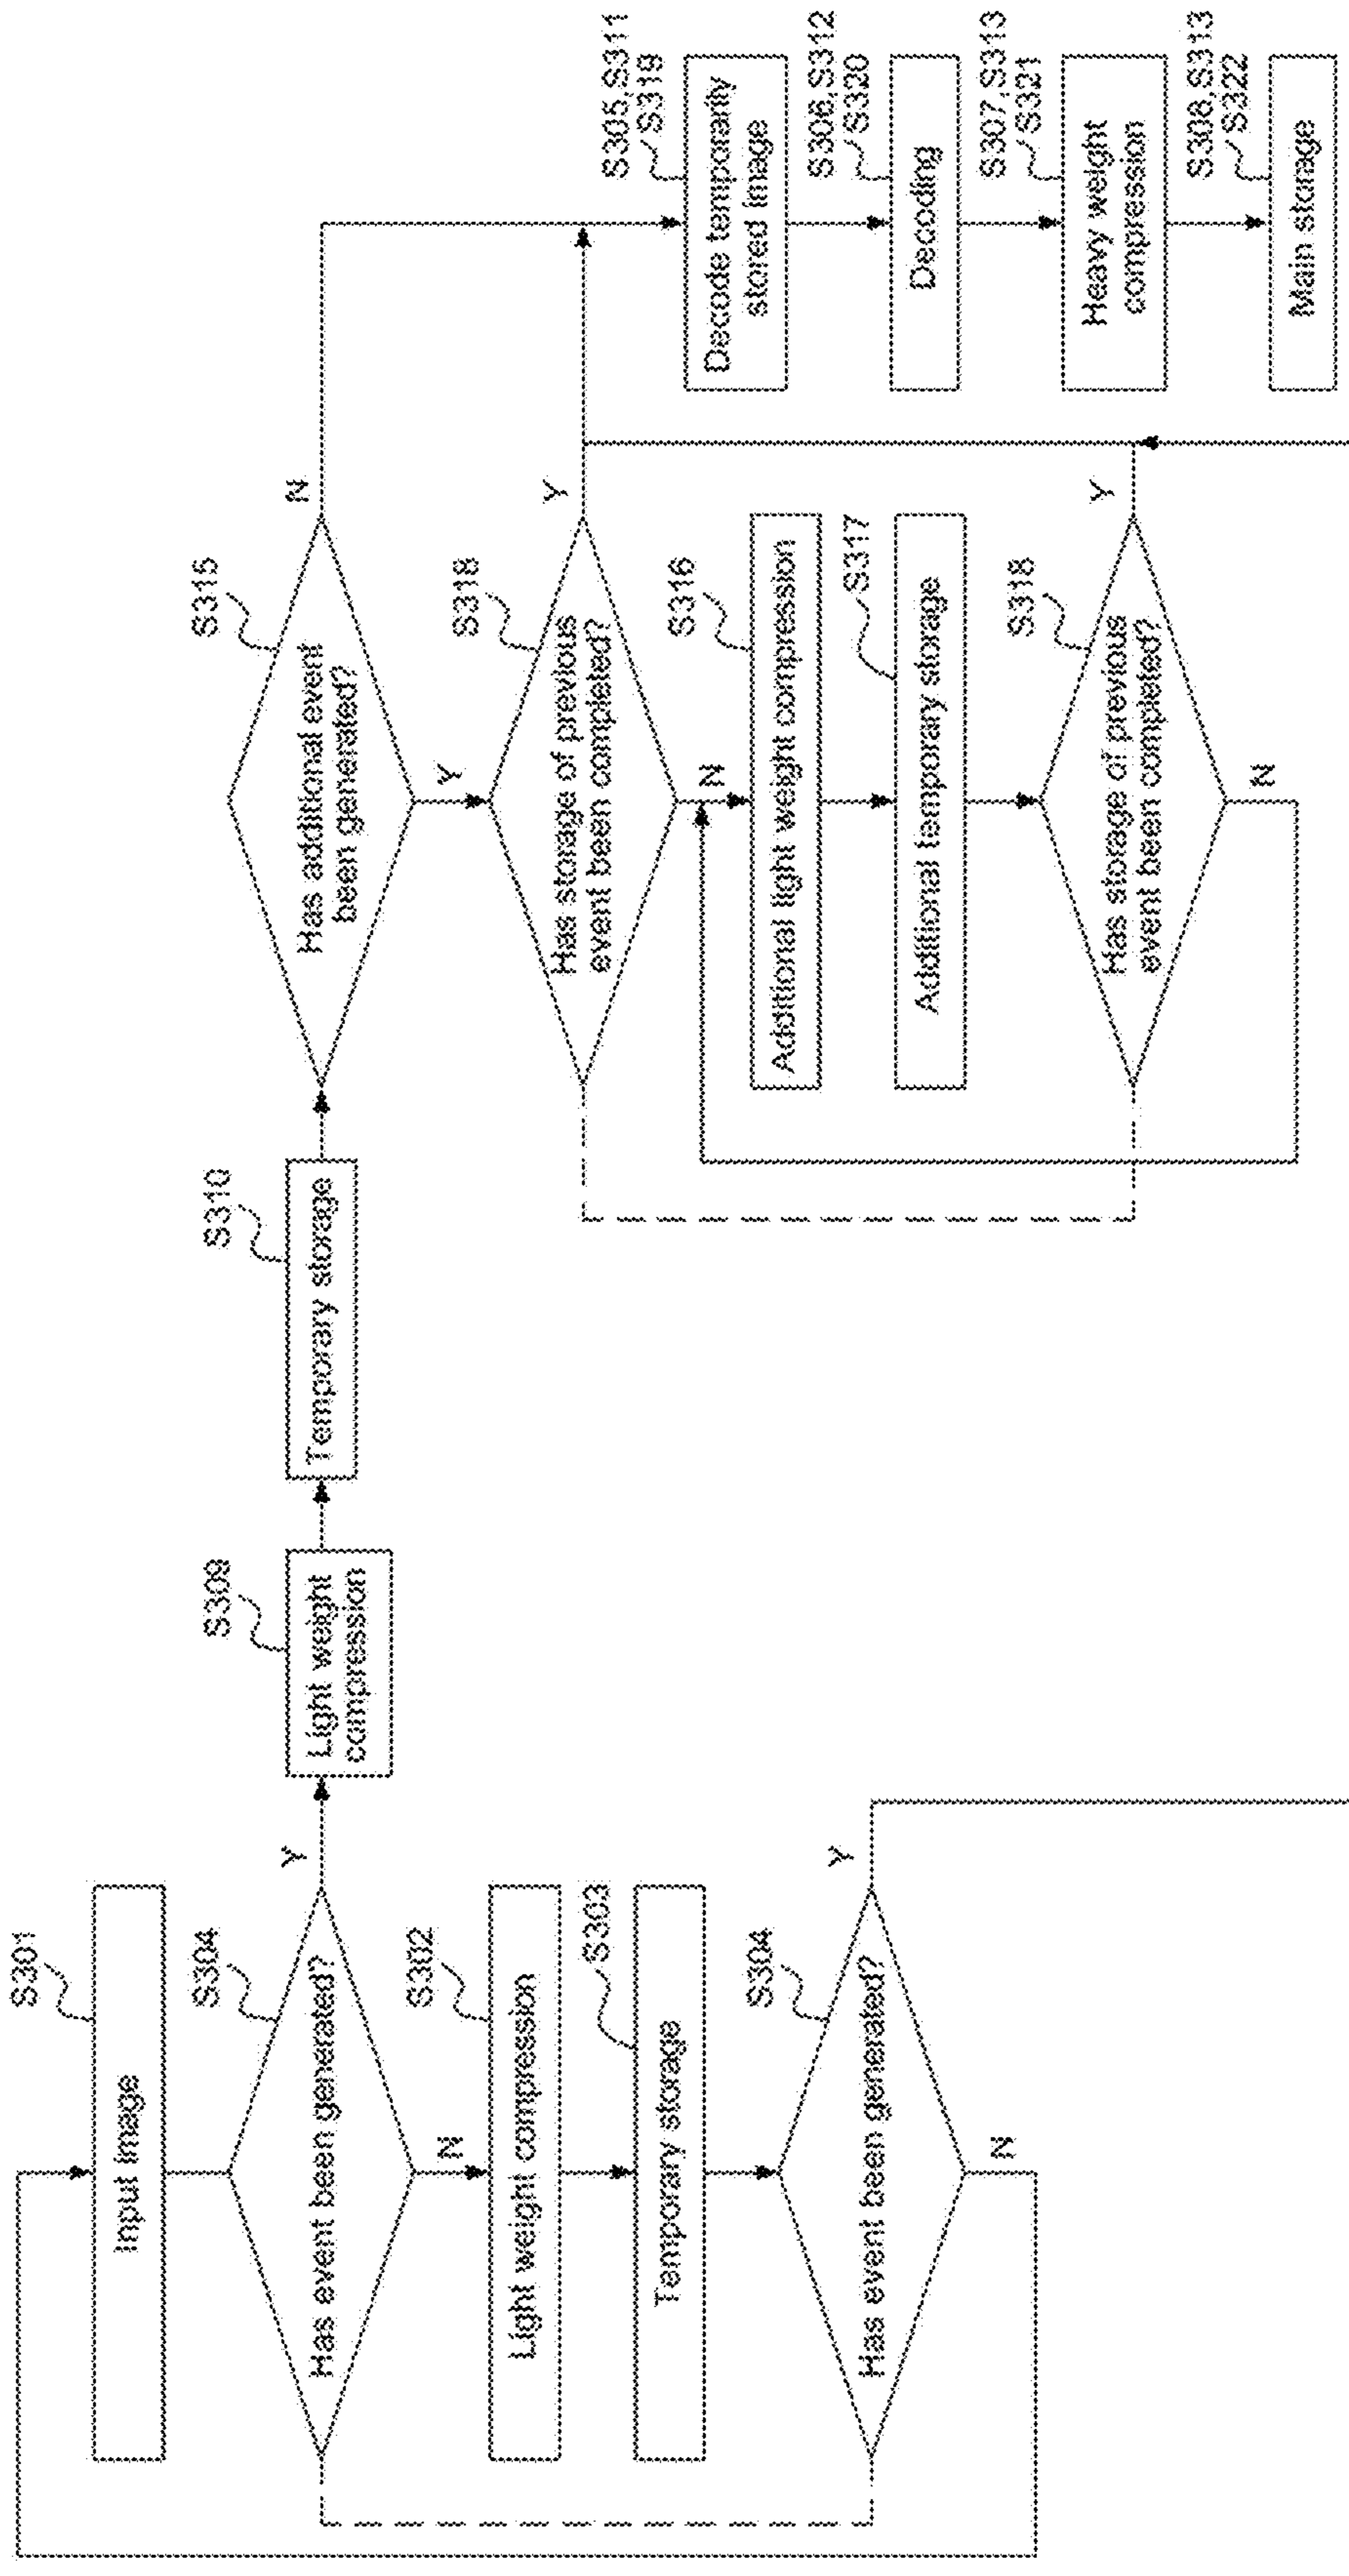 S301
Input image
S304
Has event been generated?
Y
N
S302
Light weight compression
S303
Temporary storage
S304
Has event been generated?
Y
N
S309
Light weight
compression
S310
Temporary storage
S315
Has additional event
been generated?
N
Y
S318
Has storage of previous
event been completed?
Y
N
S316
Additional light weight compression
S317
Additional temporary storage
S318
Has storage of previous
event been completed?
Y
N
S305,S311
S319
Decode temporarily
stored image
S306,S312
S320
Decoding
S307,S313
S321
Heavy weight
compression
S308,S313
S322
Main storage